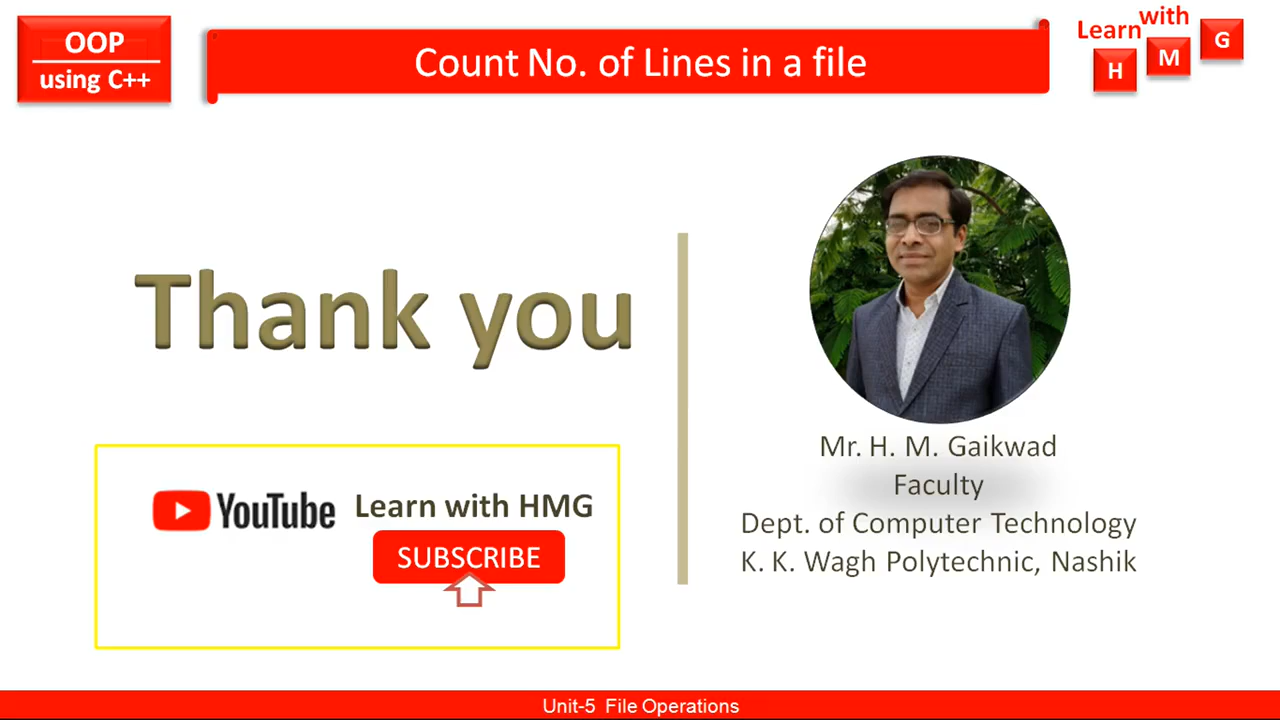 OOP
using C++
Count No. of Lines in a file
Learn with
H M G
Thank you
YouTube Learn with HMG
SUBSCRIBE
Mr. H. M. Gaikwad
Faculty
Dept. of Computer Technology
K. K. Wagh Polytechnic, Nashik
Unit-5 File Operations